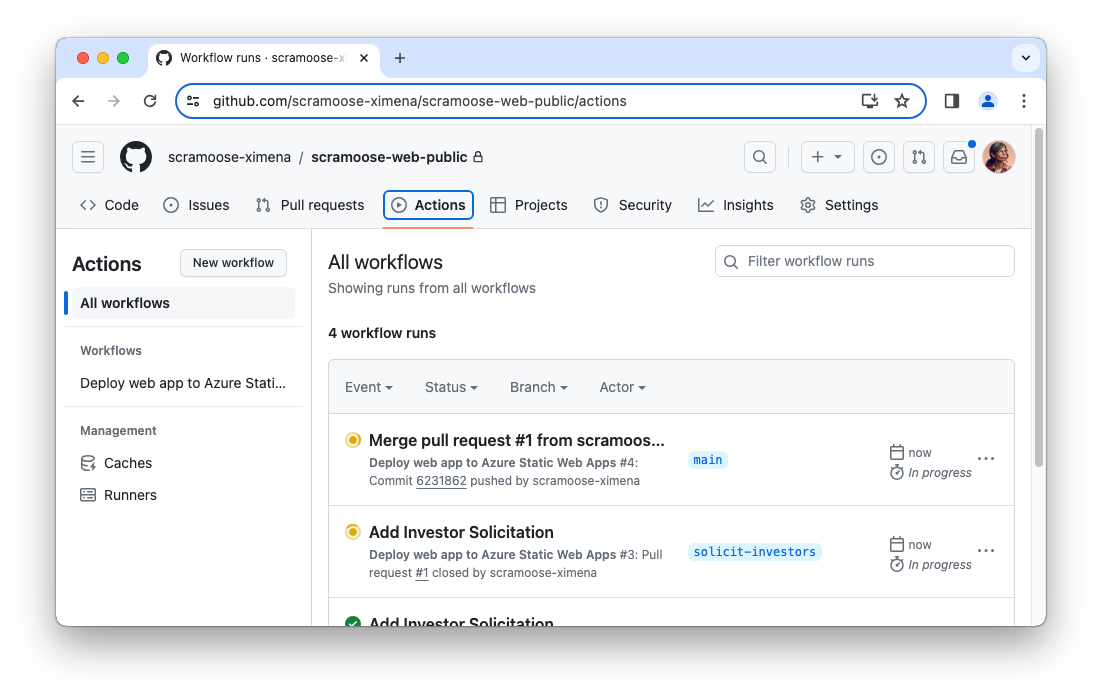 Workflow runs · scramoose-xi
github.com/scramoose-ximena/scramoose-web-public/actions
scramoose-ximena / scramoose-web-public
Code Issues Pull requests Actions Projects Security Insights Settings
Actions
New workflow
All workflows
Workflows
Deploy web app to Azure Stati...
Management
Caches
Runners
All workflows
Showing runs from all workflows
Filter workflow runs
4 workflow runs
Event Status Branch Actor
Merge pull request #1 from scramoos...
Deploy web app to Azure Static Web Apps #4:
Commit 6231862 pushed by scramoose-ximena
main
now
In progress
Add Investor Solicitation
Deploy web app to Azure Static Web Apps #3: Pull
request #1 closed by scramoose-ximena
solicit-investors
now
In progress
Add Investor Solicitation